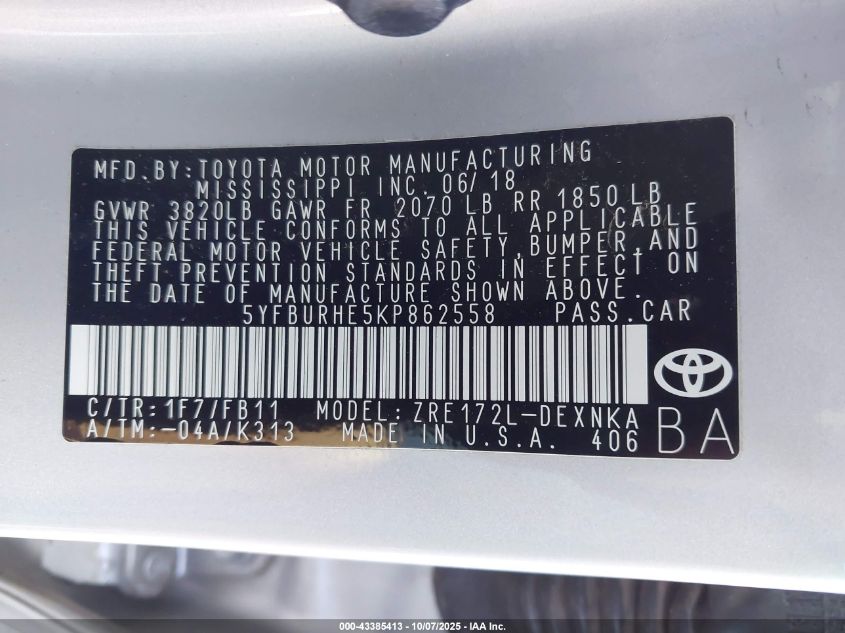 MFD.BY:TOYOTA MOTOR MANUFACTURING
MISSISSIPPI INC. 06/18
GVWR 3820LB GAWR FR 2070 LB RR 1850 LB
THIS VEHICLE CONFORMS TO ALL APPLICABLE
FEDERAL MOTOR VEHICLE SAFETY,BUMPER,AND
THEFT PREVENTION STANDARDS IN EFFECT ON
THE DATE OF MANUFACTURE SHOWN ABOVE.
5YFBURHE5KP862558 PASS.CAR
C/TR:1F7/FB11 MODEL:ZRE172L-DEXNKA
A/TM:-04A/K313 MADE IN U.S.A. 406 BA
000-43385413 - 10/07/2025 - IAA Inc.